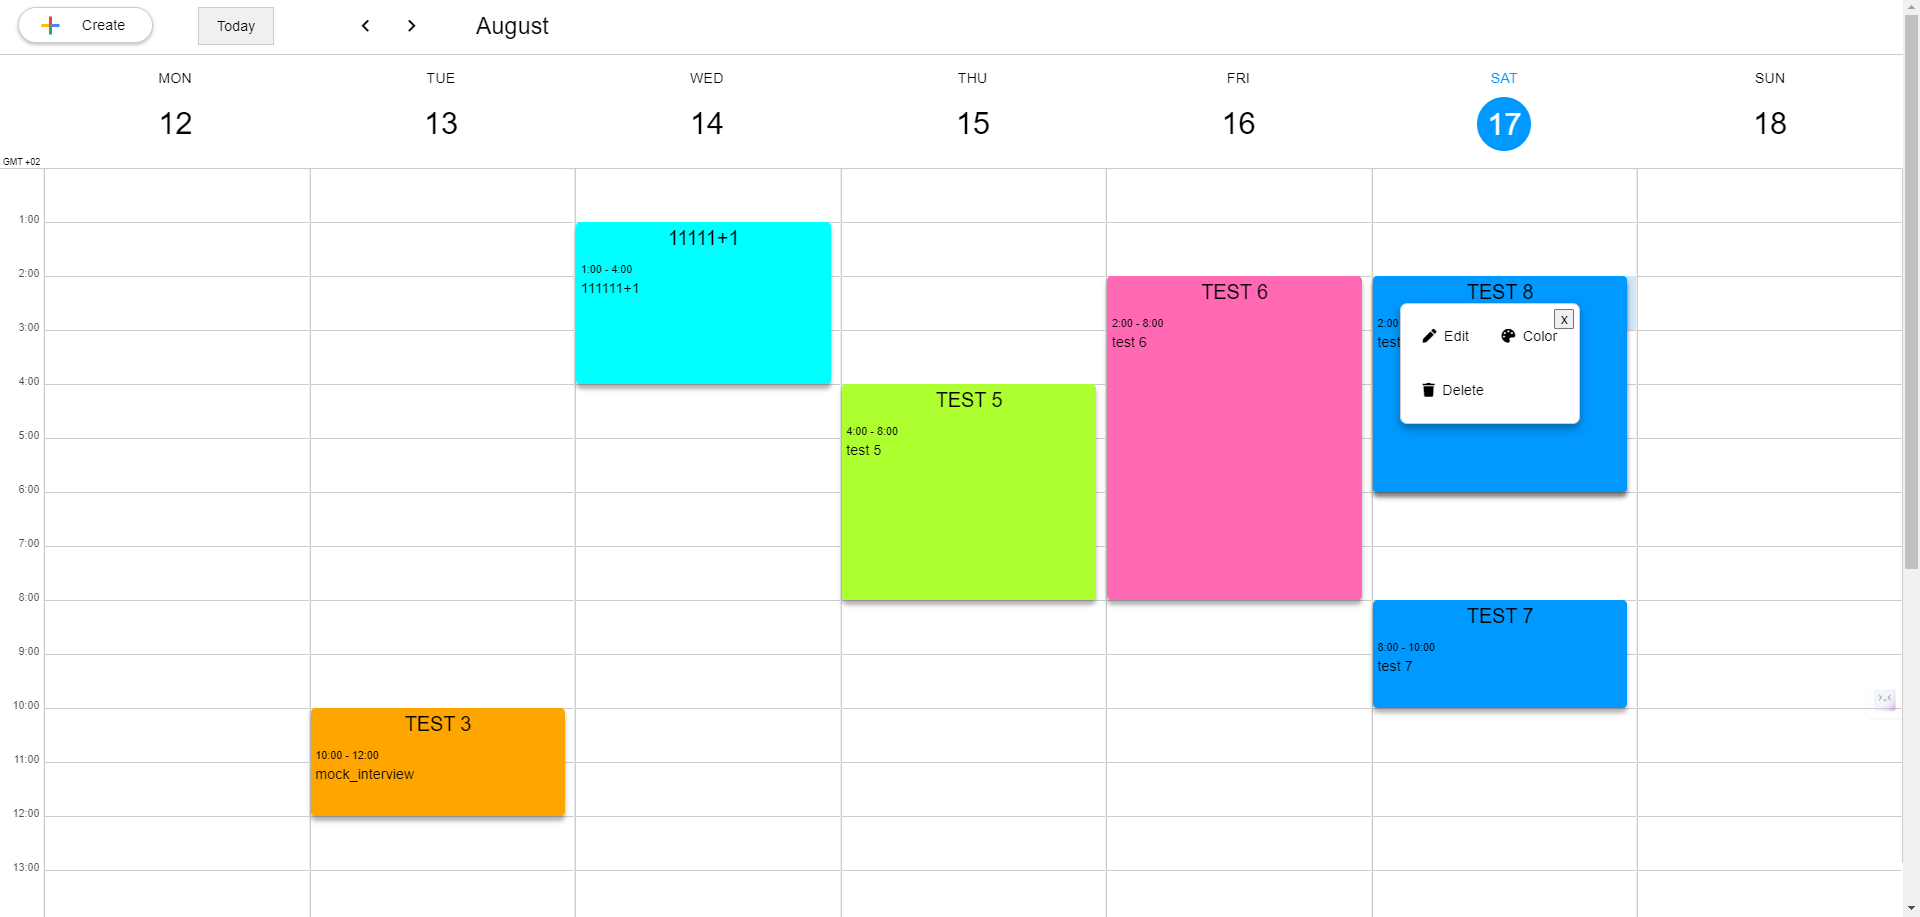 Create
Today
August
MON
TUE
WED
THU
FRI
SAT
SUN
12
13
14
15
16
17
18
GMT +02
1:00
2:00
3:00
4:00
5:00
6:00
7:00
8:00
9:00
10:00
11:00
12:00
13:00
TEST 3
10:00 - 12:00
mock_interview
11111+1
1:00 - 4:00
111111+1
TEST 5
4:00 - 8:00
test 5
TEST 6
2:00 - 8:00
test 6
TEST 8
2:00
test
X
Edit
Color
Delete
TEST 7
8:00 - 10:00
test 7